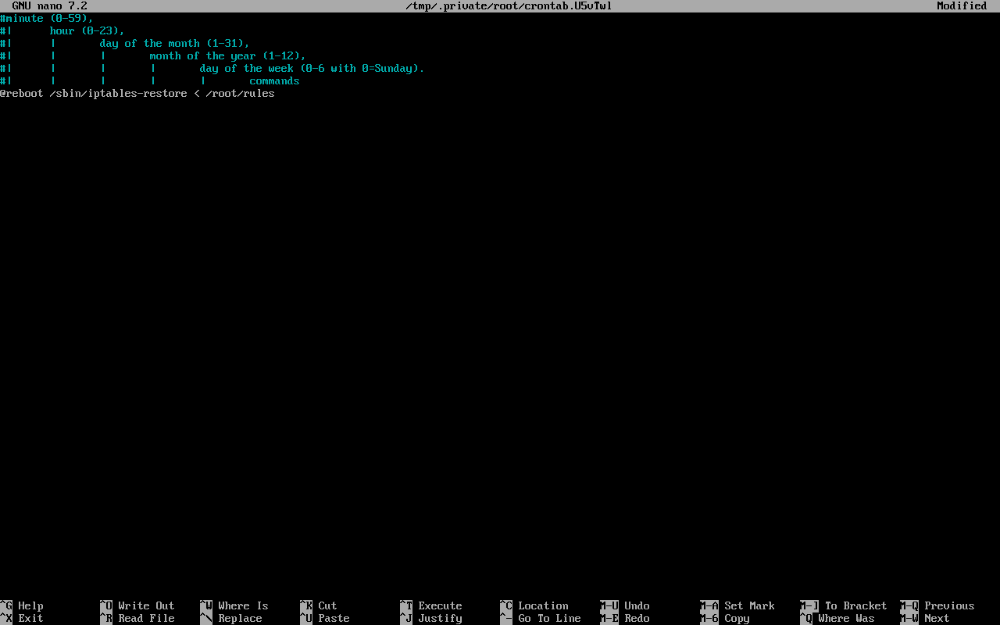 GNU nano 7.2 /tmp/.private/root/crontab.U5vTwl Modified
#minute (0-59),
#| hour (0-23),
#| | day of the month (1-31),
#| | | month of the year (1-12),
#| | | | day of the week (0-6 with 0=Sunday).
#| | | | | commands
@reboot /sbin/iptables-restore < /root/rules
^G Help ^O Write Out ^W Where Is ^K Cut ^T Execute ^C Location M-U Undo M-A Set Mark M-] To Bracket M-Q Previous
^X Exit ^R Read File ^\ Replace ^U Paste ^J Justify ^- Go To Line M-E Redo M-6 Copy ^Q Where Was M-W Next